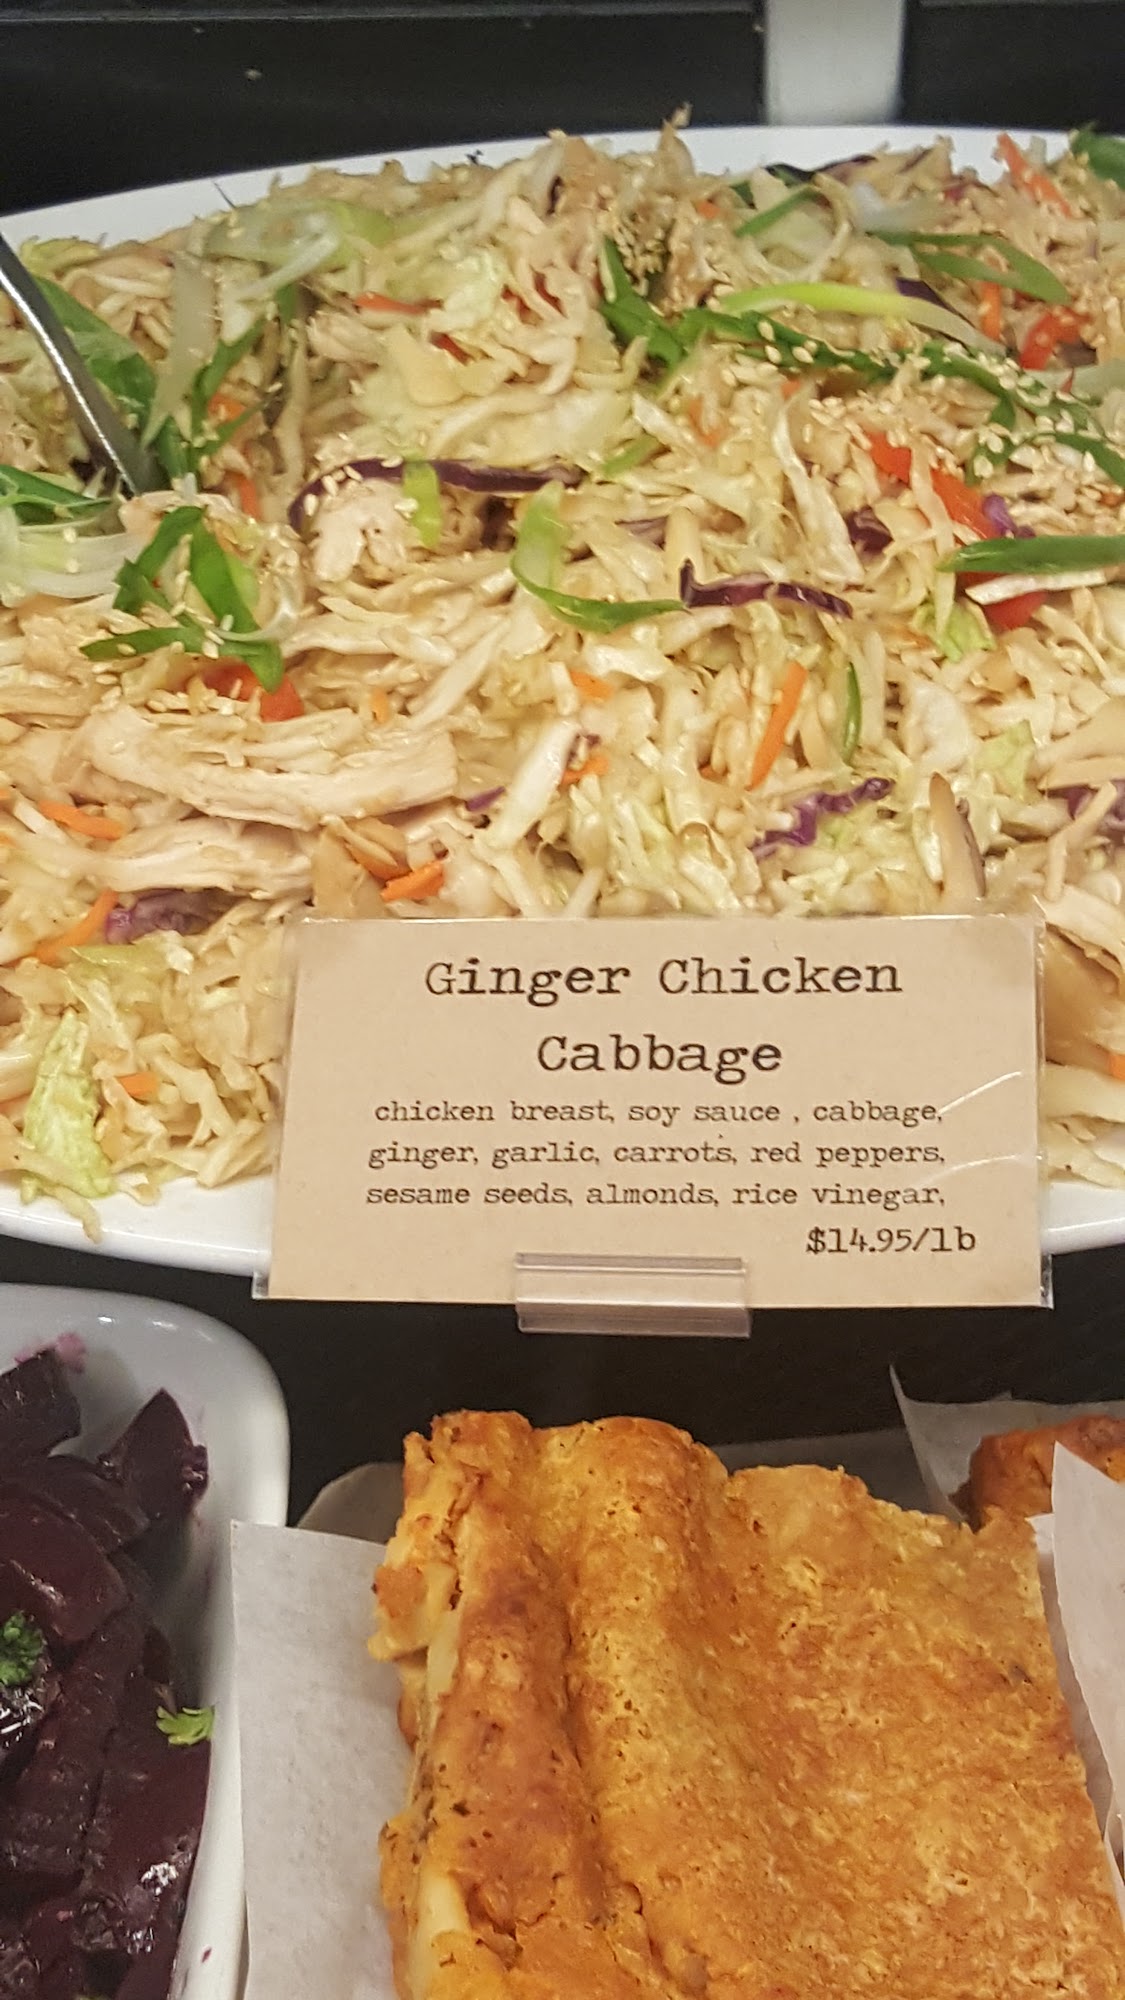 Ginger Chicken
Cabbage
chicken breast, soy sauce , cabbage,
ginger, garlic, carrots, red peppers,
sesame seeds, almonds, rice vinegar,
$14.95/lb